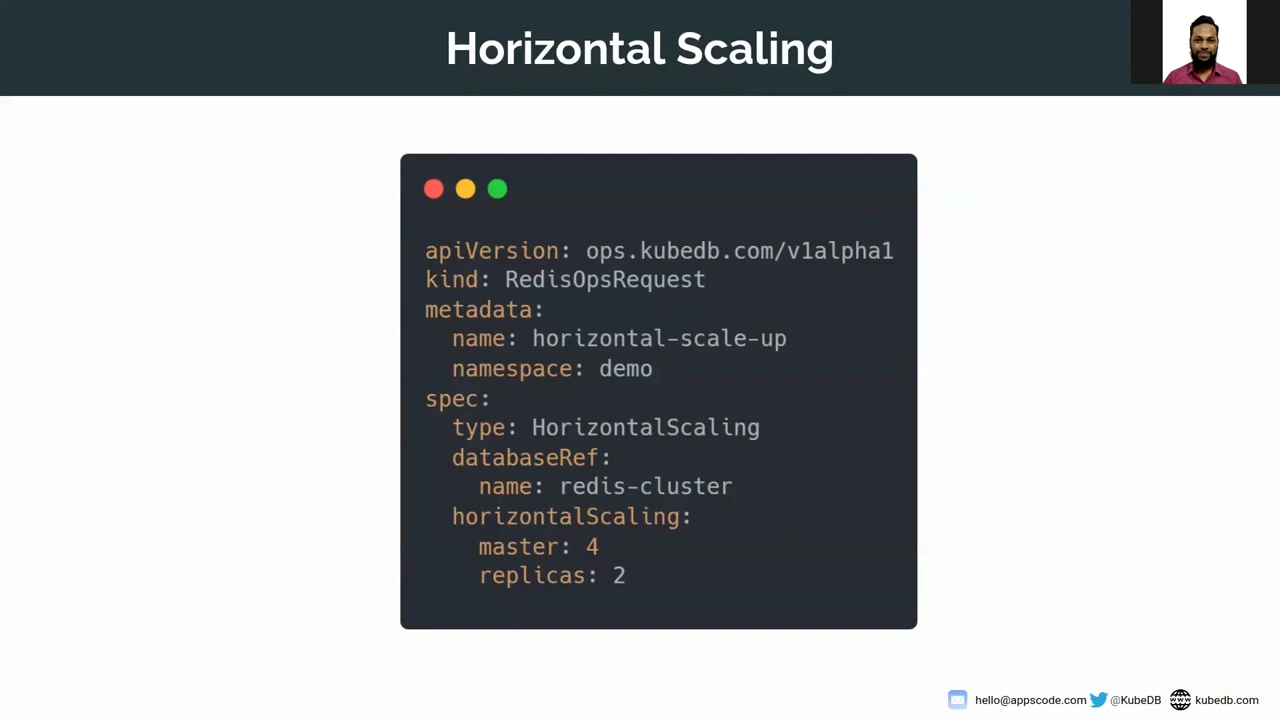 Horizontal Scaling
apiVersion: ops.kubedb.com/v1alpha1
kind: RedisOpsRequest
metadata:
  name: horizontal-scale-up
  namespace: demo
spec:
  type: HorizontalScaling
  databaseRef:
    name: redis-cluster
  horizontalScaling:
    master: 4
    replicas: 2
hello@appscode.com @KubeDB kubedb.com